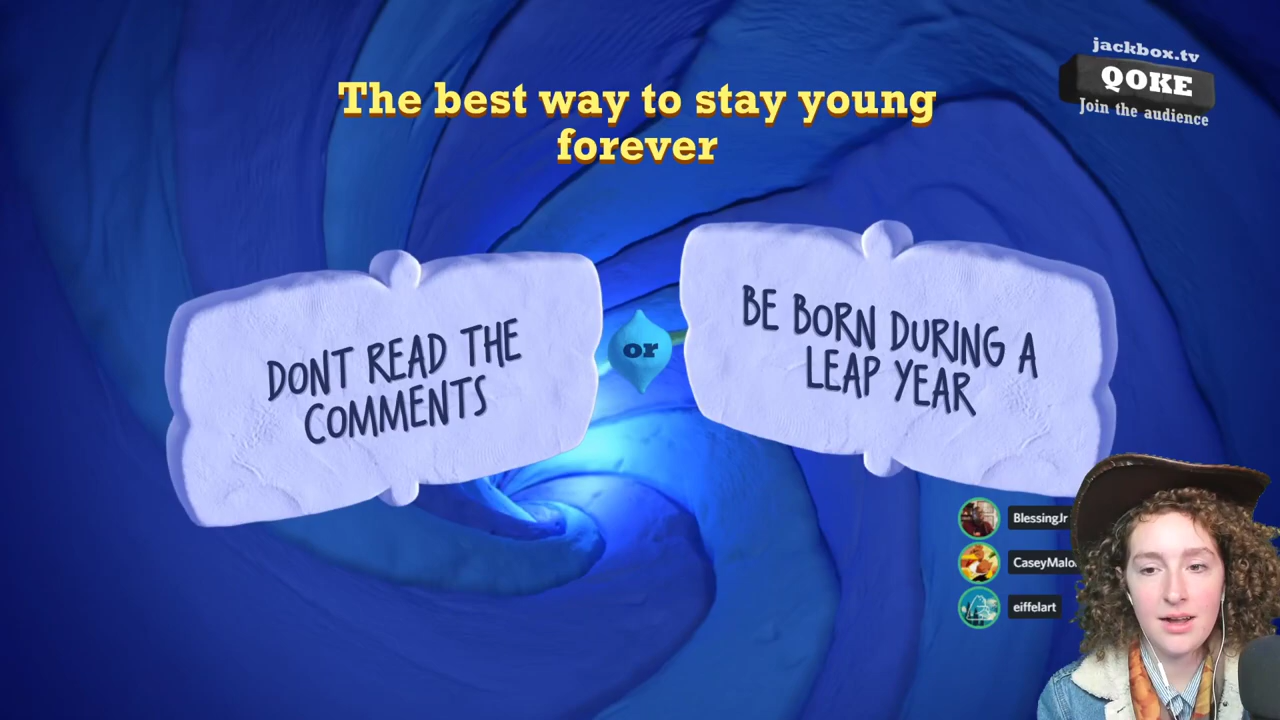 jackbox.tv
QOKE
Join the audience
The best way to stay young
forever
DONT READ THE
COMMENTS
or
BE BORN DURING A
LEAP YEAR
BlessingJr
eiffelart